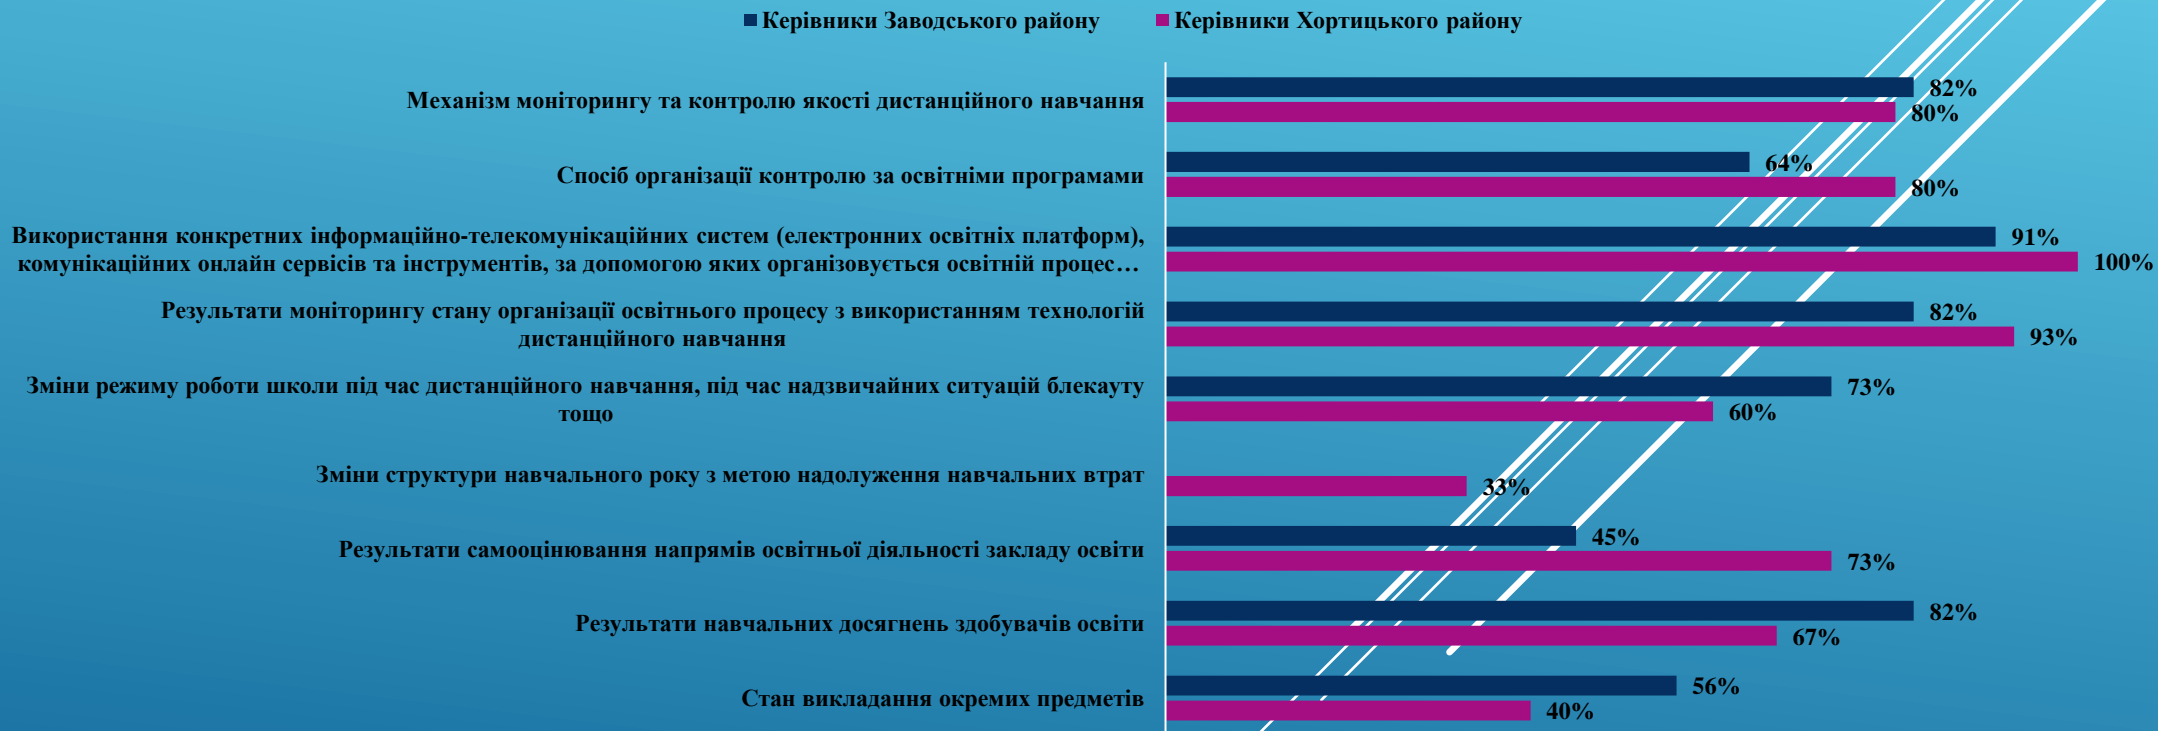 Керівники Заводського району
Керівники Хортицького району
Механізм моніторингу та контролю якості дистанційного навчання
82%
80%
Спосіб організації контролю за освітніми програмами
64%
80%
Використання конкретних інформаційно-телекомунікаційних систем (електронних освітніх платформ),
комунікаційних онлайн сервісів та інструментів, за допомогою яких організовується освітній процес…
91%
100%
Результати моніторингу стану організації освітнього процесу з використанням технологій
дистанційного навчання
82%
93%
Зміни режиму роботи школи під час дистанційного навчання, під час надзвичайних ситуацій блекауту
тощо
73%
60%
Зміни структури навчального року з метою надолуження навчальних втрат
33%
Результати самооцінювання напрямів освітньої діяльності закладу освіти
45%
73%
Результати навчальних досягнень здобувачів освіти
82%
67%
Стан викладання окремих предметів
56%
40%